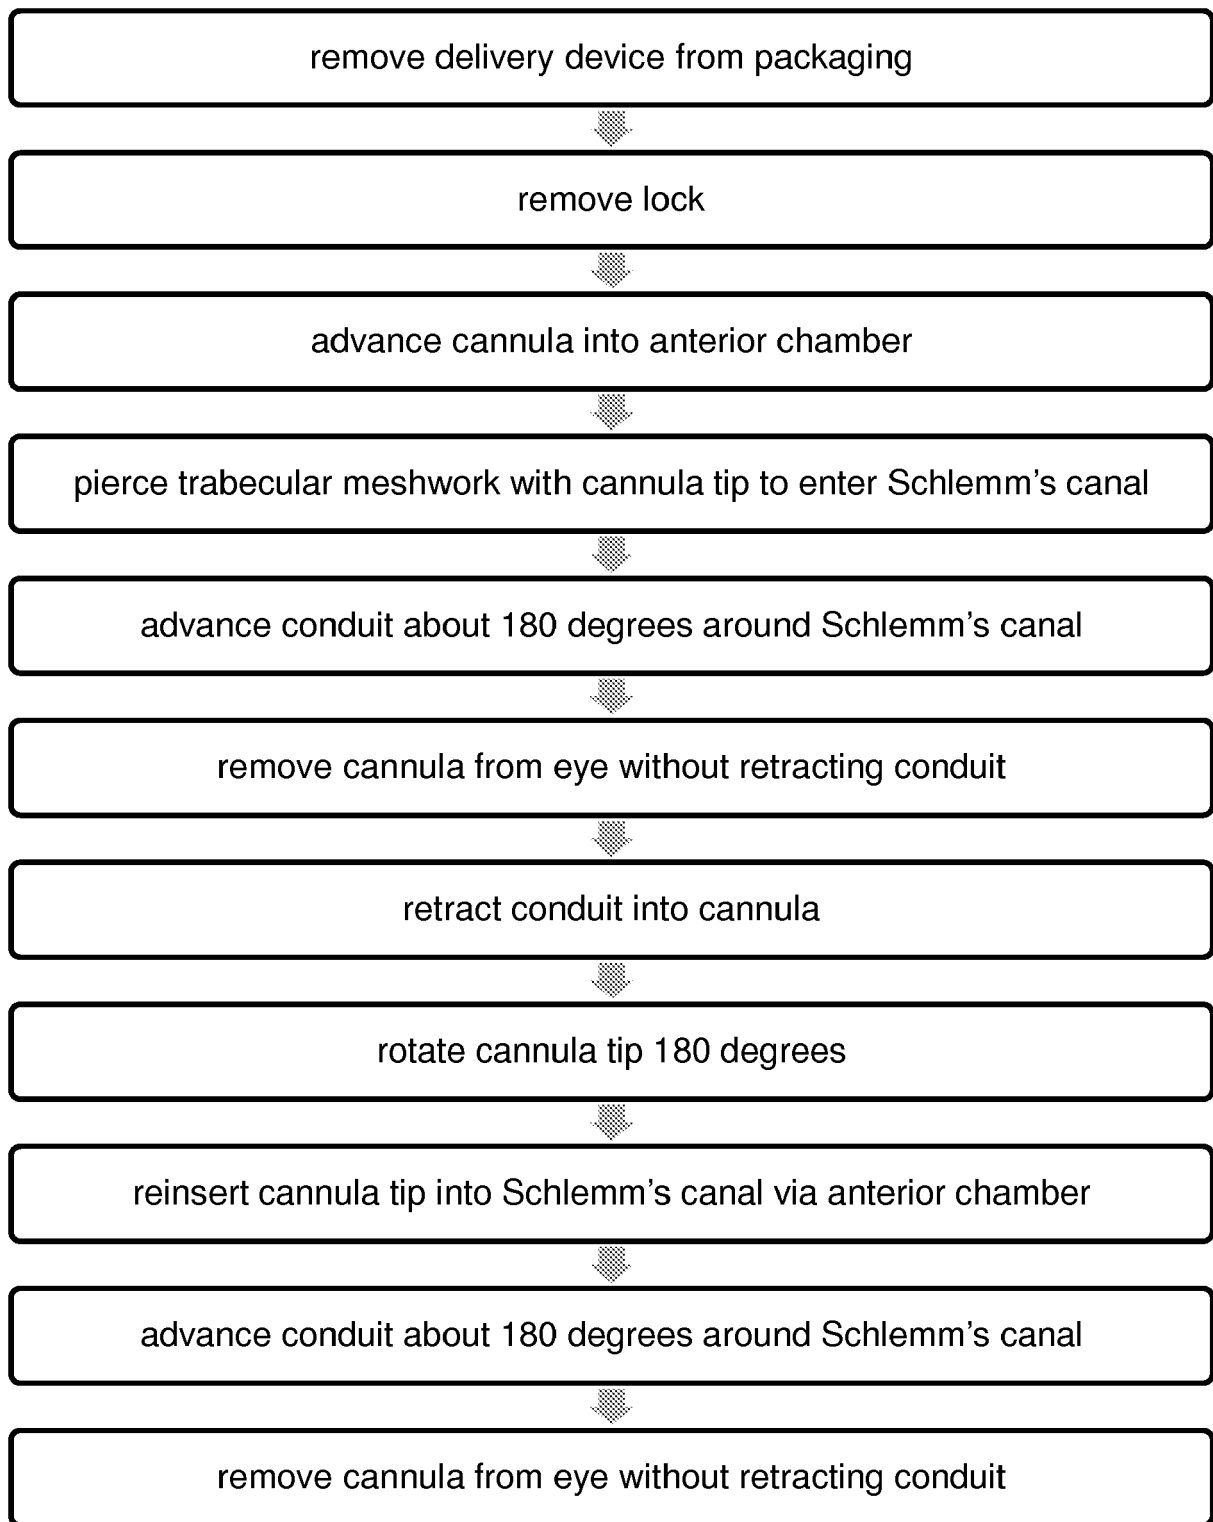 remove delivery device from packaging
remove lock
advance cannula into anterior chamber
pierce trabecular meshwork with cannula tip to enter Schlemm’s canal
advance conduit about 180 degrees around Schlemm’s canal
remove cannula from eye without retracting conduit
retract conduit into cannula
rotate cannula tip 180 degrees
reinsert cannula tip into Schlemm’s canal via anterior chamber
advance conduit about 180 degrees around Schlemm’s canal
remove cannula from eye without retracting conduit